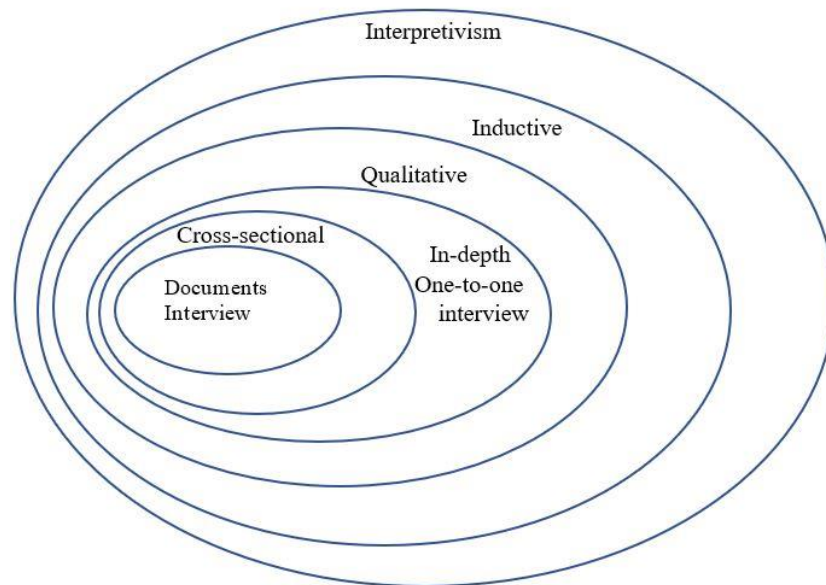 Interpretivism
Inductive
Qualitative
Cross-sectional
In-depth
One-to-one
interview
Documents
Interview